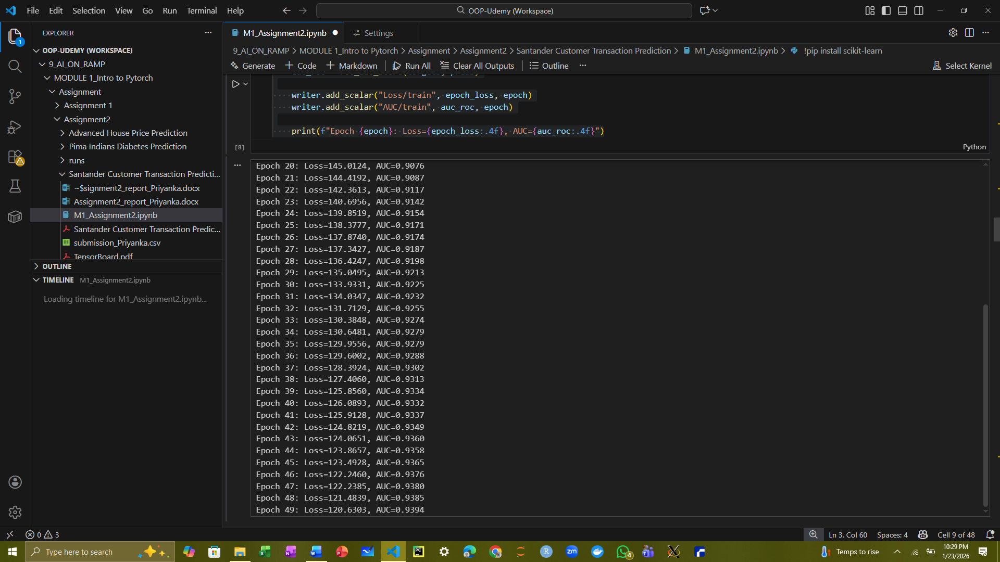 File Edit Selection View Go Run Terminal Help
OOP-Udemy (Workspace)
EXPLORER
OOP-UDEMY (WORKSPACE)
9_AI_ON_RAMP
MODULE 1_Intro to Pytorch
Assignment
Assignment 1
Assignment2
Advanced House Price Prediction
Pima Indians Diabetes Prediction
runs
Santander Customer Transaction Predicti...
~$signment2_report_Priyanka.docx
Assignment2_report_Priyanka.docx
M1_Assignment2.ipynb
Santander Customer Transaction Predic...
submission_Priyanka.csv
TensorBoard.pdf
OUTLINE
TIMELINE M1_Assignment2.ipynb
Loading timeline for M1_Assignment2.ipynb...
1
M1_Assignment2.ipynb
Settings
9_AI_ON_RAMP > MODULE 1_Intro to Pytorch > Assignment > Assignment2 > Santander Customer Transaction Prediction > M1_Assignment2.ipynb > !pip install scikit-learn
Generate + Code + Markdown Run All Clear All Outputs Outline ... Select Kernel
writer.add_scalar("Loss/train", epoch_loss, epoch)
writer.add_scalar("AUC/train", auc_roc, epoch)
print(f"Epoch {epoch}: Loss={epoch_loss:.4f}, AUC={auc_roc:.4f}")
[8]
Python
Epoch 20: Loss=145.0124, AUC=0.9076
Epoch 21: Loss=144.4192, AUC=0.9087
Epoch 22: Loss=142.3613, AUC=0.9117
Epoch 23: Loss=140.6956, AUC=0.9142
Epoch 24: Loss=139.8519, AUC=0.9154
Epoch 25: Loss=138.3777, AUC=0.9171
Epoch 26: Loss=137.8740, AUC=0.9174
Epoch 27: Loss=137.3427, AUC=0.9187
Epoch 28: Loss=136.4247, AUC=0.9198
Epoch 29: Loss=135.0495, AUC=0.9213
Epoch 30: Loss=133.9331, AUC=0.9225
Epoch 31: Loss=134.0347, AUC=0.9232
Epoch 32: Loss=131.7129, AUC=0.9255
Epoch 33: Loss=130.3848, AUC=0.9274
Epoch 34: Loss=130.6481, AUC=0.9279
Epoch 35: Loss=129.9556, AUC=0.9279
Epoch 36: Loss=129.6002, AUC=0.9288
Epoch 37: Loss=128.3924, AUC=0.9302
Epoch 38: Loss=127.4060, AUC=0.9313
Epoch 39: Loss=125.8560, AUC=0.9334
Epoch 40: Loss=126.0893, AUC=0.9332
Epoch 41: Loss=125.9128, AUC=0.9337
Epoch 42: Loss=124.8219, AUC=0.9349
Epoch 43: Loss=124.0651, AUC=0.9360
Epoch 44: Loss=123.8657, AUC=0.9358
Epoch 45: Loss=123.4928, AUC=0.9365
Epoch 46: Loss=122.2460, AUC=0.9376
Epoch 47: Loss=122.2385, AUC=0.9380
Epoch 48: Loss=121.4839, AUC=0.9385
Epoch 49: Loss=120.6303, AUC=0.9394
0 3
Ln 3, Col 60 Spaces: 4 Cell 9 of 48
Type here to search
4
Temps to rise
10:29 PM
1/23/2026